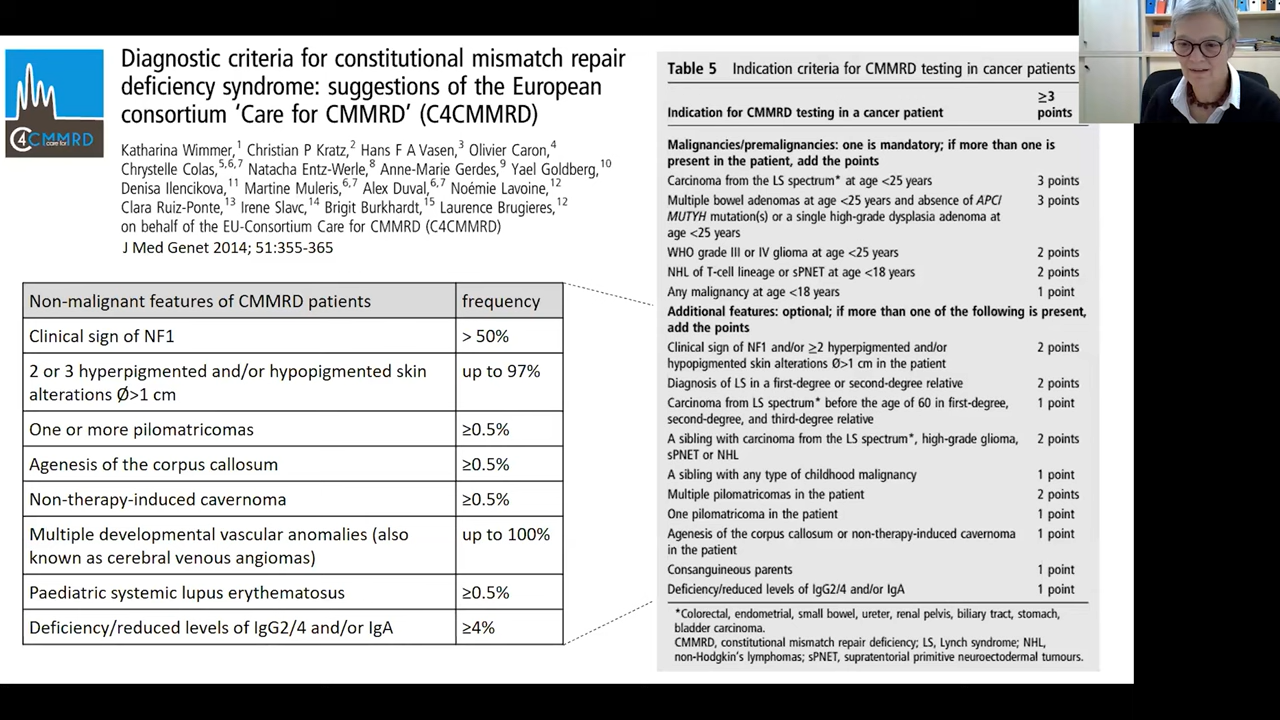 Diagnostic criteria for constitutional mismatch repair
deficiency syndrome: suggestions of the European
consortium ‘Care for CMMRD’ (C4CMMRD)
C4CMMRD
care for
Katharina Wimmer,1 Christian P Kratz,2 Hans F A Vasen,3 Olivier Caron,4
Chrystelle Colas,5,6,7 Natacha Entz-Werle,8 Anne-Marie Gerdes,9 Yael Goldberg,10
Denisa Ilencikova,11 Martine Muleris,6,7 Alex Duval,6,7 Noémie Lavoine,12
Clara Ruiz-Ponte,13 Irene Slavc,14 Brigit Burkhardt,15 Laurence Brugieres,12
on behalf of the EU-Consortium Care for CMMRD (C4CMMRD)
J Med Genet 2014; 51:355-365
Non-malignant features of CMMRD patients frequency
Clinical sign of NF1 > 50%
2 or 3 hyperpigmented and/or hypopigmented skin up to 97%
alterations Ø>1 cm
One or more pilomatricomas ≥0.5%
Agenesis of the corpus callosum ≥0.5%
Non-therapy-induced cavernoma ≥0.5%
Multiple developmental vascular anomalies (also up to 100%
known as cerebral venous angiomas)
Paediatric systemic lupus erythematosus ≥0.5%
Deficiency/reduced levels of IgG2/4 and/or IgA ≥4%
Table 5 Indication criteria for CMMRD testing in cancer patients
≥3
Indication for CMMRD testing in a cancer patient points
Malignancies/premalignancies: one is mandatory; if more than one is
present in the patient, add the points
Carcinoma from the LS spectrum* at age <25 years 3 points
Multiple bowel adenomas at age <25 years and absence of APC/ 3 points
MUTYH mutation(s) or a single high-grade dysplasia adenoma at
age <25 years
WHO grade III or IV glioma at age <25 years 2 points
NHL of T-cell lineage or sPNET at age <18 years 2 points
Any malignancy at age <18 years 1 point
Additional features: optional; if more than one of the following is present,
add the points
Clinical sign of NF1 and/or ≥2 hyperpigmented and/or 2 points
hypopigmented skin alterations Ø>1 cm in the patient
Diagnosis of LS in a first-degree or second-degree relative 2 points
Carcinoma from LS spectrum* before the age of 60 in first-degree, 1 point
second-degree, and third-degree relative
A sibling with carcinoma from the LS spectrum*, high-grade glioma, 2 points
sPNET or NHL
A sibling with any type of childhood malignancy 1 point
Multiple pilomatricomas in the patient 2 points
One pilomatricoma in the patient 1 point
Agenesis of the corpus callosum or non-therapy-induced cavernoma 1 point
in the patient
Consanguineous parents 1 point
Deficiency/reduced levels of IgG2/4 and/or IgA 1 point
*Colorectal, endometrial, small bowel, ureter, renal pelvis, biliary tract, stomach,
bladder carcinoma.
CMMRD, constitutional mismatch repair deficiency; LS, Lynch syndrome; NHL,
non-Hodgkin’s lymphomas; sPNET, supratentorial primitive neuroectodermal tumours.